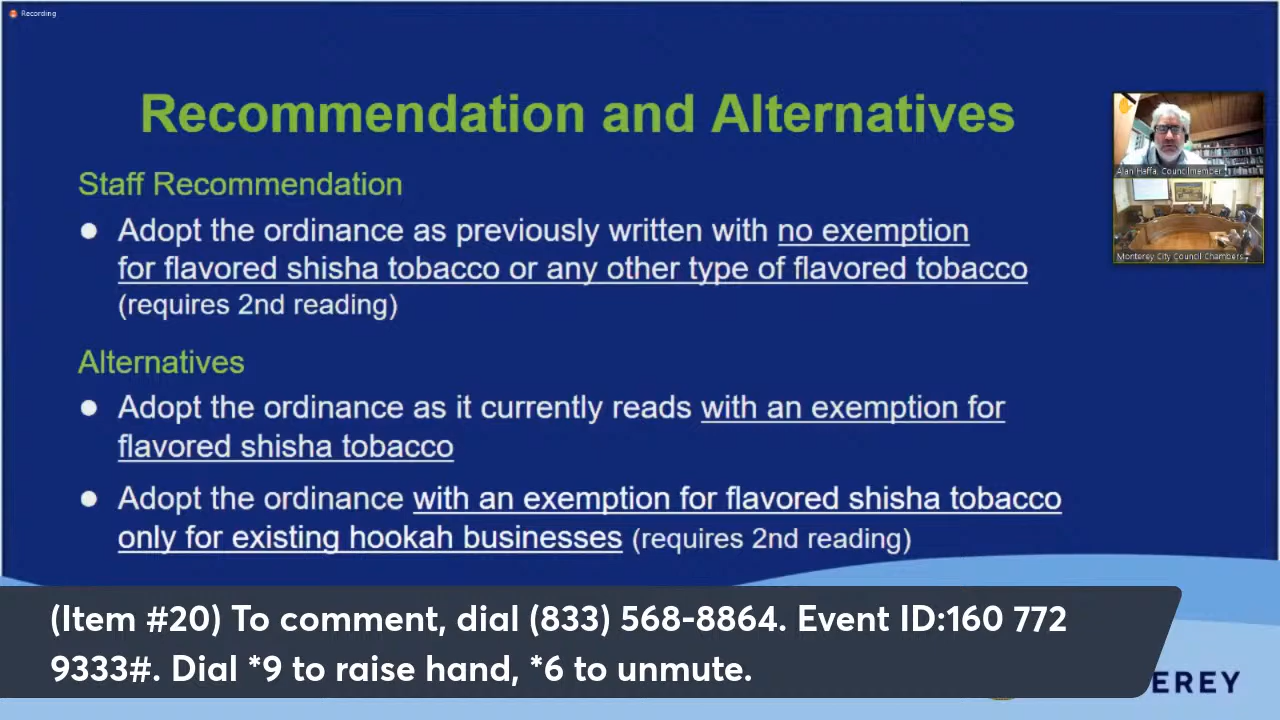 Recording
Recommendation and Alternatives
Staff Recommendation
● Adopt the ordinance as previously written with no exemption
for flavored shisha tobacco or any other type of flavored tobacco
(requires 2nd reading)
Alternatives
● Adopt the ordinance as it currently reads with an exemption for
flavored shisha tobacco
● Adopt the ordinance with an exemption for flavored shisha tobacco
only for existing hookah businesses (requires 2nd reading)
Alan Haffa, Councilmember
Monterey City Council Chambers
(Item #20) To comment, dial (833) 568-8864. Event ID:160 772
9333#. Dial *9 to raise hand, *6 to unmute.
EREY